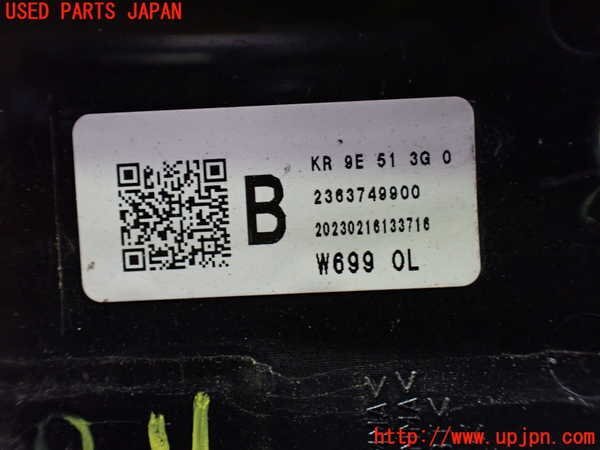 USED PARTS JAPAN
KR 9E 51 3G 0
B
2363749900
20230216133716
W699 0L
http://www.upjpn.com/